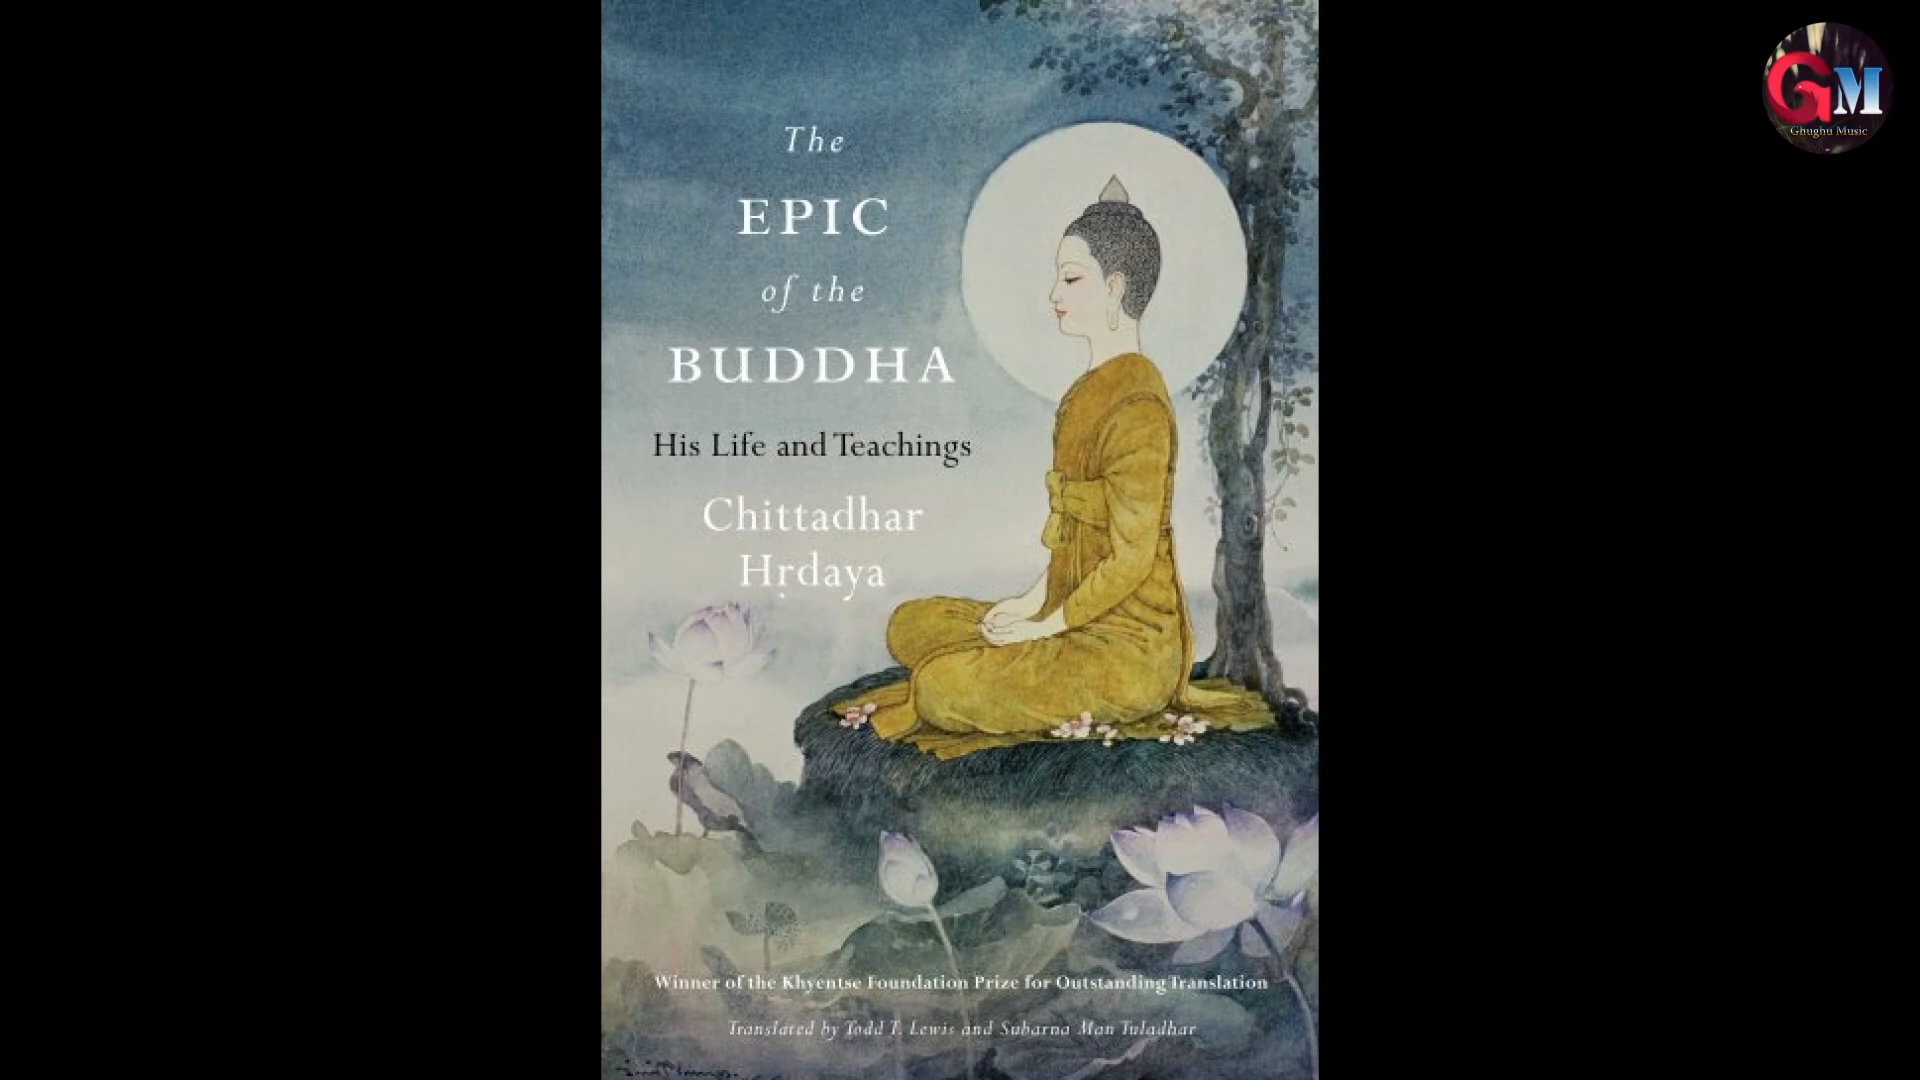 The
EPIC
of the
BUDDHA
His Life and Teachings
Chittadhar
Hṛdaya
Winner of the Khyentse Foundation Prize for Outstanding Translation
Translated by Todd T. Lewis and Subarna Man Tuladhar
GM
Ghughu Music